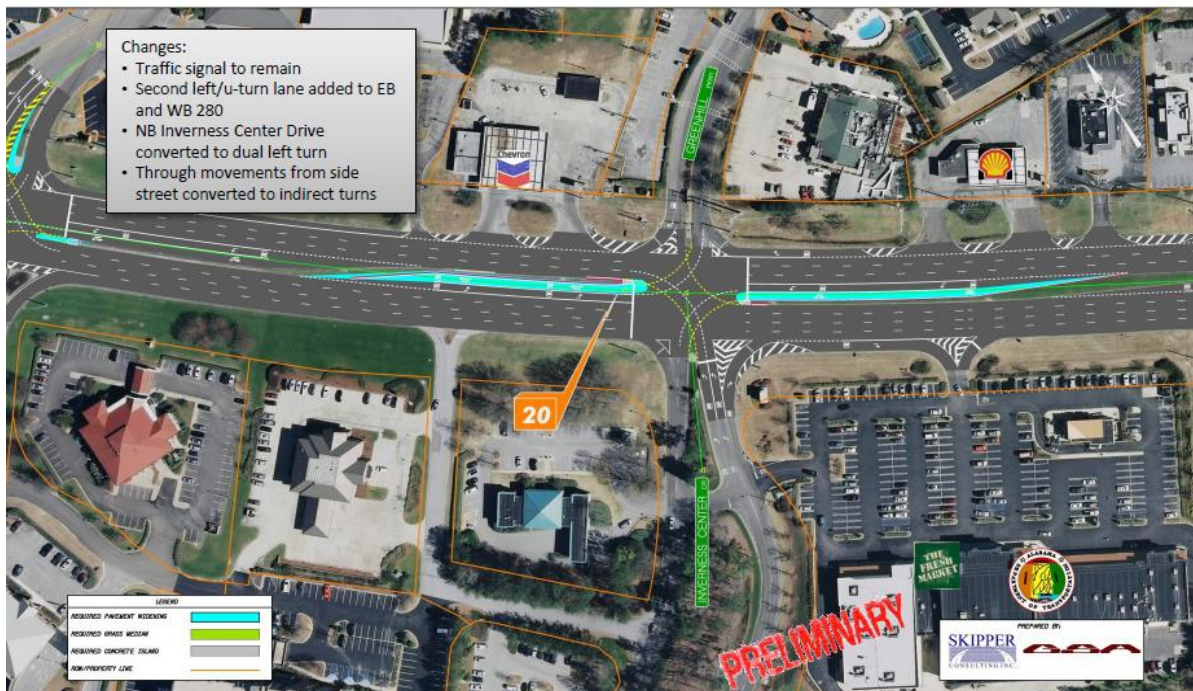 Changes:
• Traffic signal to remain
• Second left/u-turn lane added to EB
and WB 280
• NB Inverness Center Drive
converted to dual left turn
• Through movements from side
street converted to indirect turns
GREENHILL PKWY
Chevron
20
INVERNESS CENTER DR
THE
FRESH
MARKET
LEGEND
REQUIRED PAVEMENT WIDENING
REQUIRED GRASS MEDIAN
REQUIRED CONCRETE ISLAND
ROW/PROPERTY LINE
PRELIMINARY
PREPARED BY:
SKIPPER
CONSULTING INC.